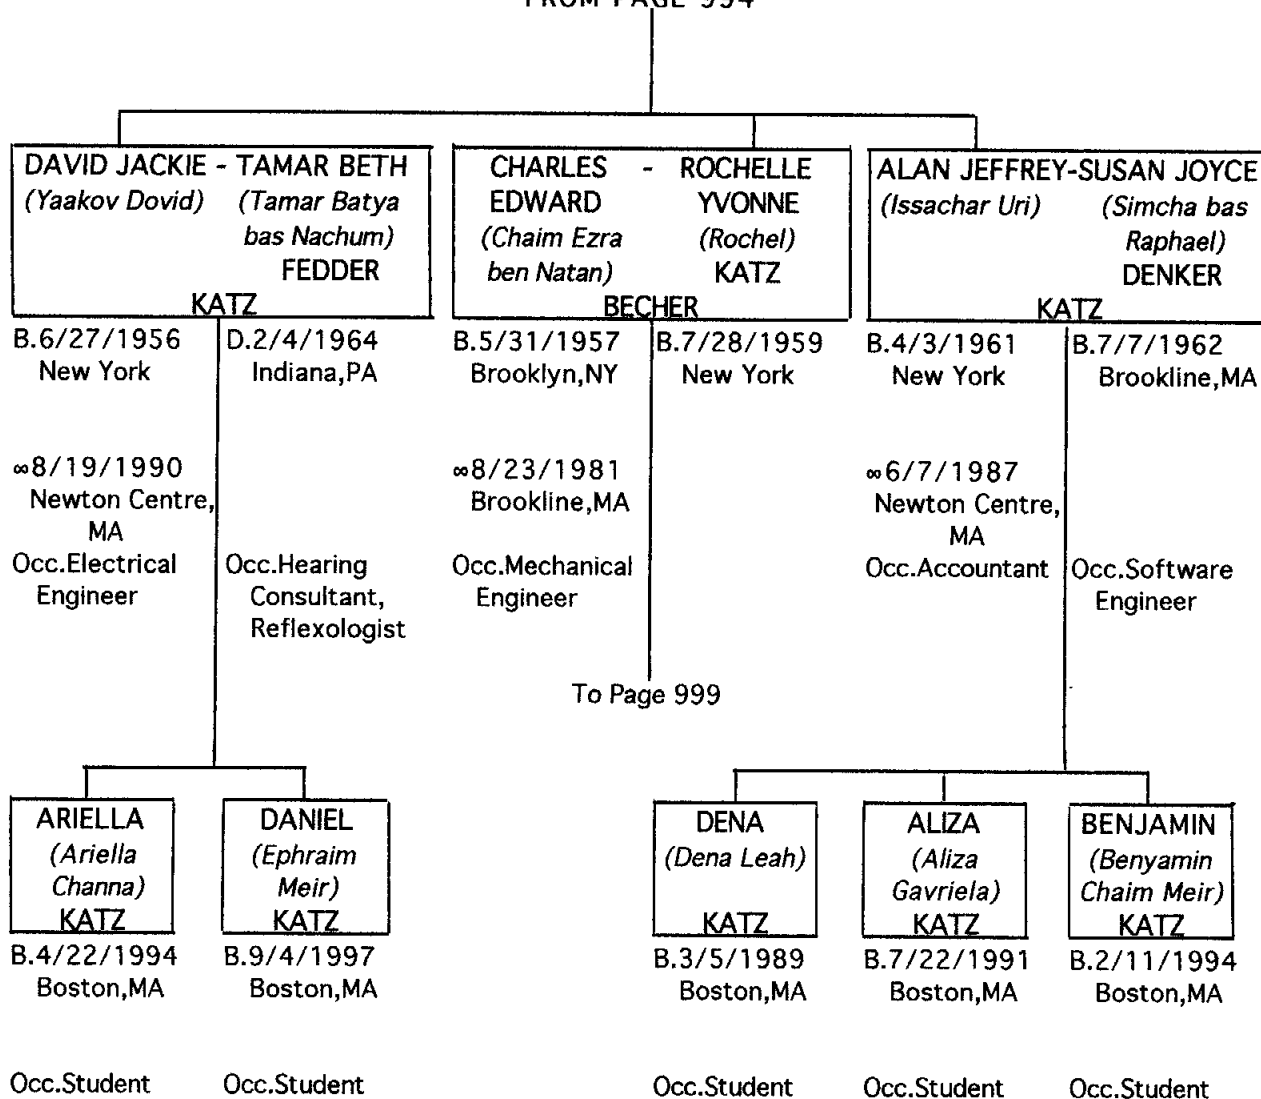 FROM PAGE 994
DAVID JACKIE - TAMAR BETH
(Yaakov Dovid) (Tamar Batya
bas Nachum)
FEDDER
KATZ
B.6/27/1956 D.2/4/1964
New York Indiana,PA
∞8/19/1990
Newton Centre,
MA
Occ.Electrical Occ.Hearing
Engineer Consultant,
Reflexologist
CHARLES - ROCHELLE
EDWARD YVONNE
(Chaim Ezra (Rochel)
ben Natan) KATZ
BECHER
B.5/31/1957 B.7/28/1959
Brooklyn,NY New York
∞8/23/1981
Brookline,MA
Occ.Mechanical
Engineer
To Page 999
ALAN JEFFREY-SUSAN JOYCE
(Issachar Uri) (Simcha bas
Raphael)
DENKER
KATZ
B.4/3/1961 B.7/7/1962
New York Brookline,MA
∞6/7/1987
Newton Centre,
MA
Occ.Accountant Occ.Software
Engineer
ARIELLA
(Ariella
Channa)
KATZ
B.4/22/1994
Boston,MA
Occ.Student
DANIEL
(Ephraim
Meir)
KATZ
B.9/4/1997
Boston,MA
Occ.Student
DENA
(Dena Leah)
KATZ
B.3/5/1989
Boston,MA
Occ.Student
ALIZA
(Aliza
Gavriela)
KATZ
B.7/22/1991
Boston,MA
Occ.Student
BENJAMIN
(Benyamin
Chaim Meir)
KATZ
B.2/11/1994
Boston,MA
Occ.Student